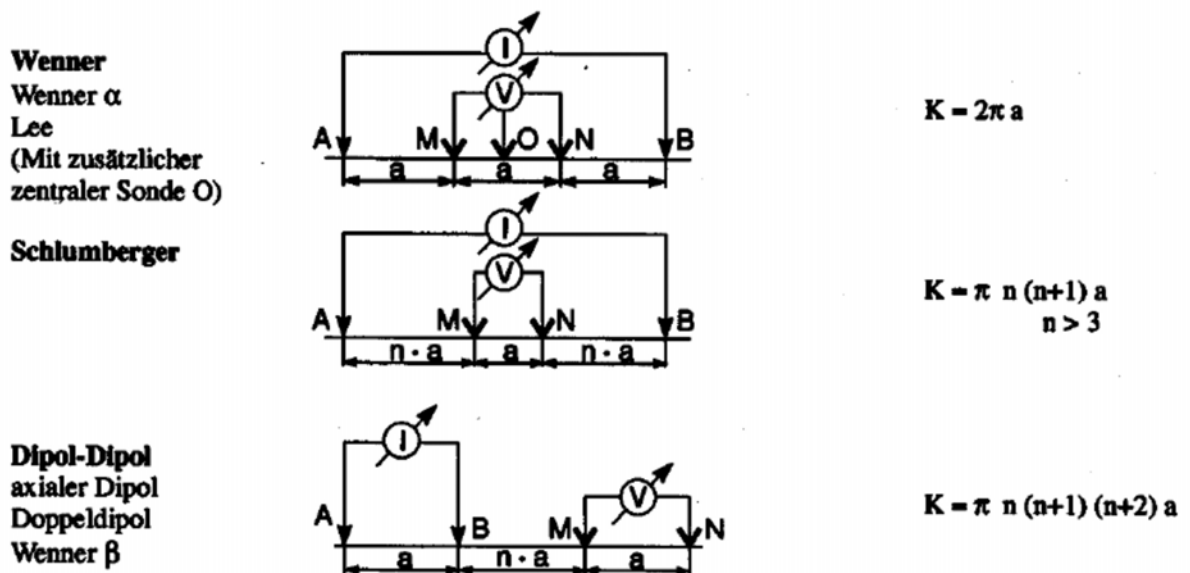 Wenner
Wenner α
Lee
(Mit zusätzlicher
zentraler Sonde O)
I
V
A M O N B
a a a
K = 2π a
Schlumberger
I
V
A M N B
n · a a n · a
K = π n (n+1) a
n > 3
Dipol-Dipol
axialer Dipol
Doppeldipol
Wenner β
I
V
A B M N
a n · a a
K = π n (n+1) (n+2) a